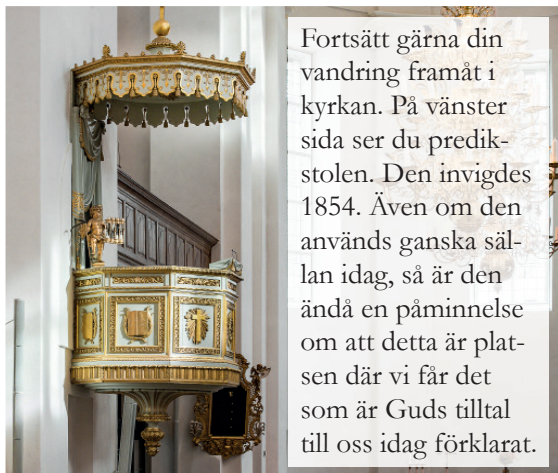 Fortsätt gärna din
vandring framåt i
kyrkan. På vänster
sida ser du predik-
stolen. Den invigdes
1854. Även om den
används ganska säl-
lan idag, så är den
ändå en påminnelse
om att detta är plat-
sen där vi får det
som är Guds tilltal
till oss idag förklarat.